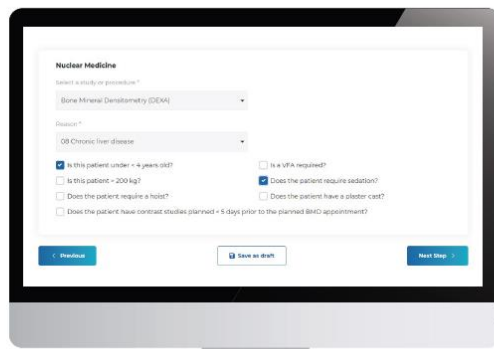 Nuclear Medicine
Select a study or procedure *
Bone Mineral Densitometry (DEXA)
Reason *
08 Chronic liver disease
Is this patient under < 4 years old?
Is a VFA required?
Is this patient > 200 kg?
Does the patient require sedation?
Does the patient require a hoist?
Does the patient have a plaster cast?
Does the patient have contrast studies planned < 5 days prior to the planned BMD appointment?
Previous
Save as draft
Next Step